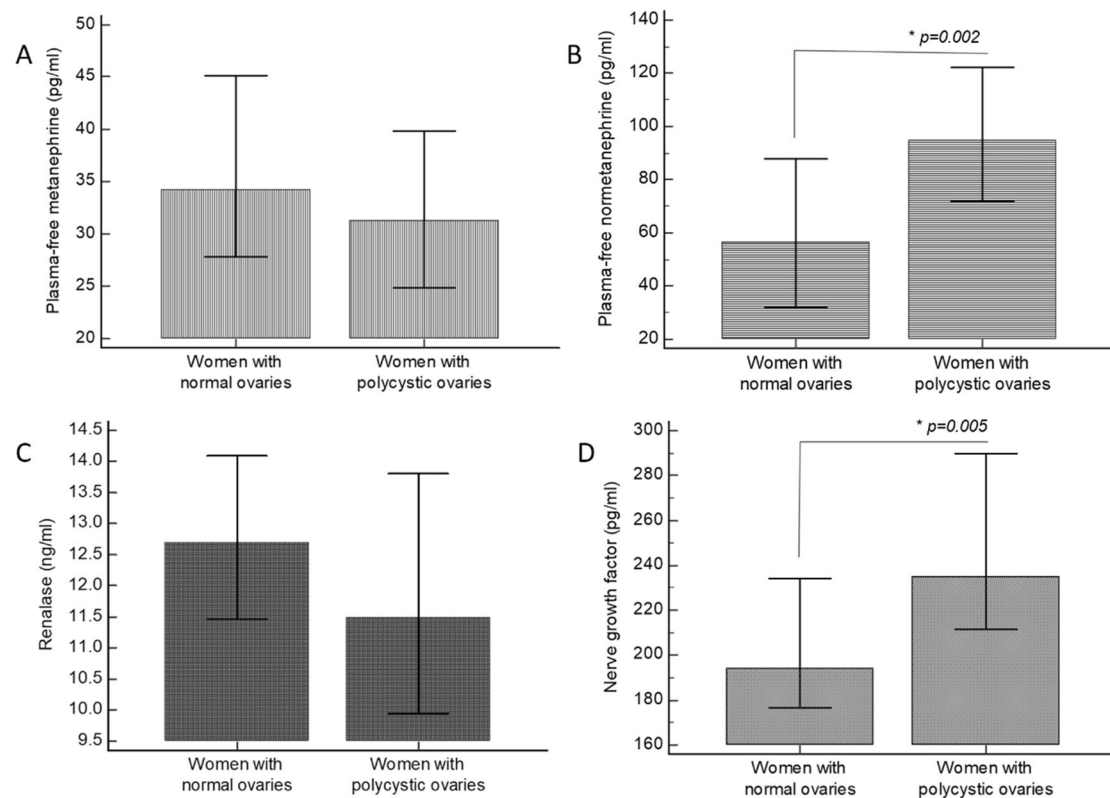 A
Plasma-free metanephrine (pg/ml)
50
45
40
35
30
25
20
Women with
normal ovaries
Women with
polycystic ovaries
B
Plasma-free normetanephrine (pg/ml)
140
120
100
80
60
40
20
* p=0.002
Women with
normal ovaries
Women with
polycystic ovaries
C
Renalase (ng/ml)
14.5
14.0
13.5
13.0
12.5
12.0
11.5
11.0
10.5
10.0
9.5
Women with
normal ovaries
Women with
polycystic ovaries
D
Nerve growth factor (pg/ml)
300
280
260
240
220
200
180
160
* p=0.005
Women with
normal ovaries
Women with
polycystic ovaries